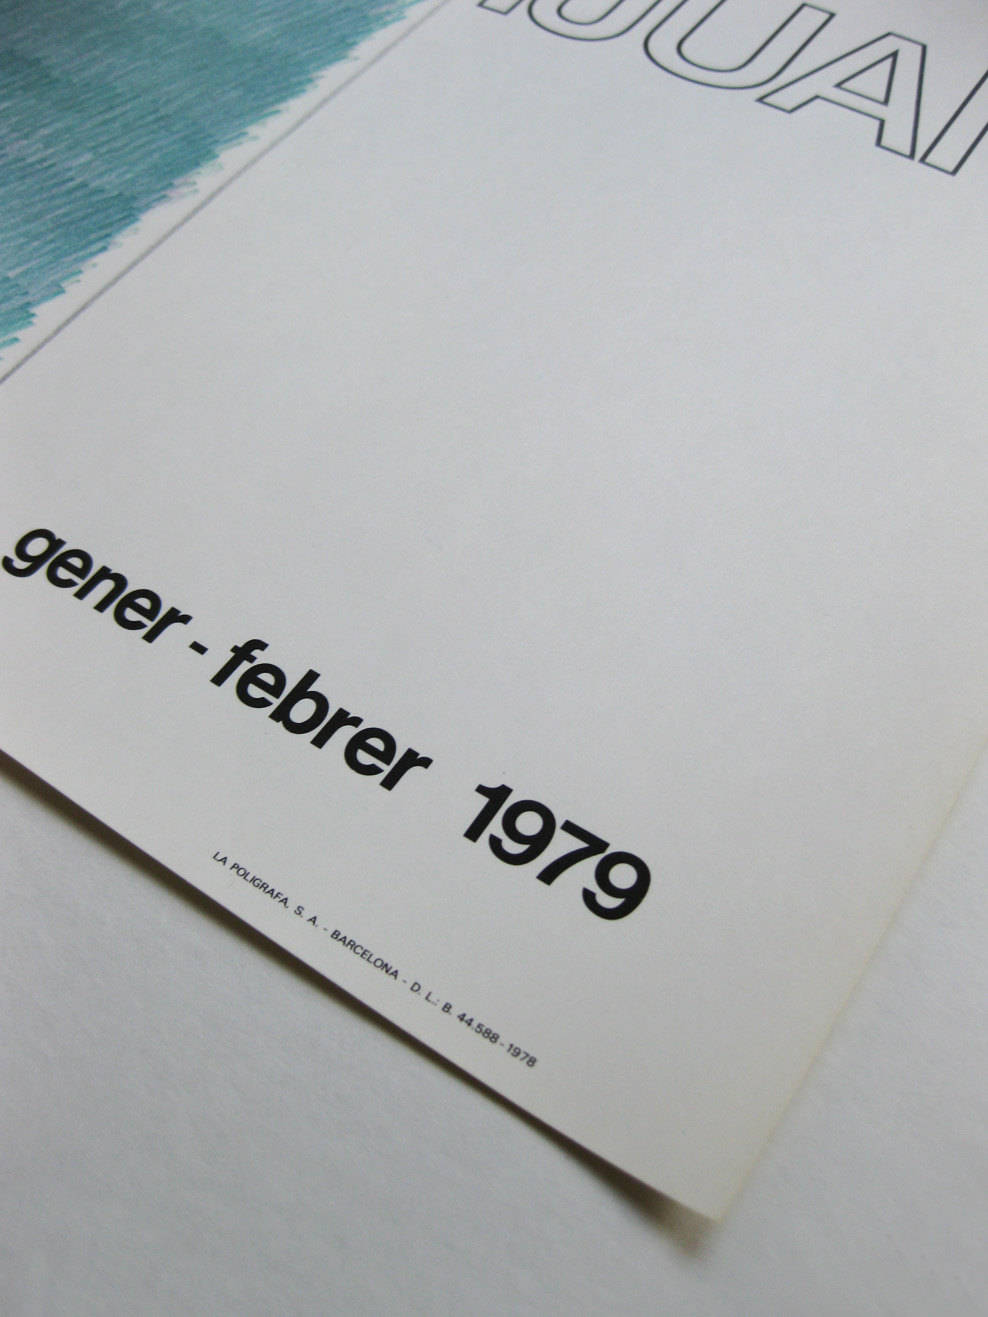 gener - febrer 1979
LA POLIGRAFA, S. A. - BARCELONA - D. L.: B. 44.588 - 1978